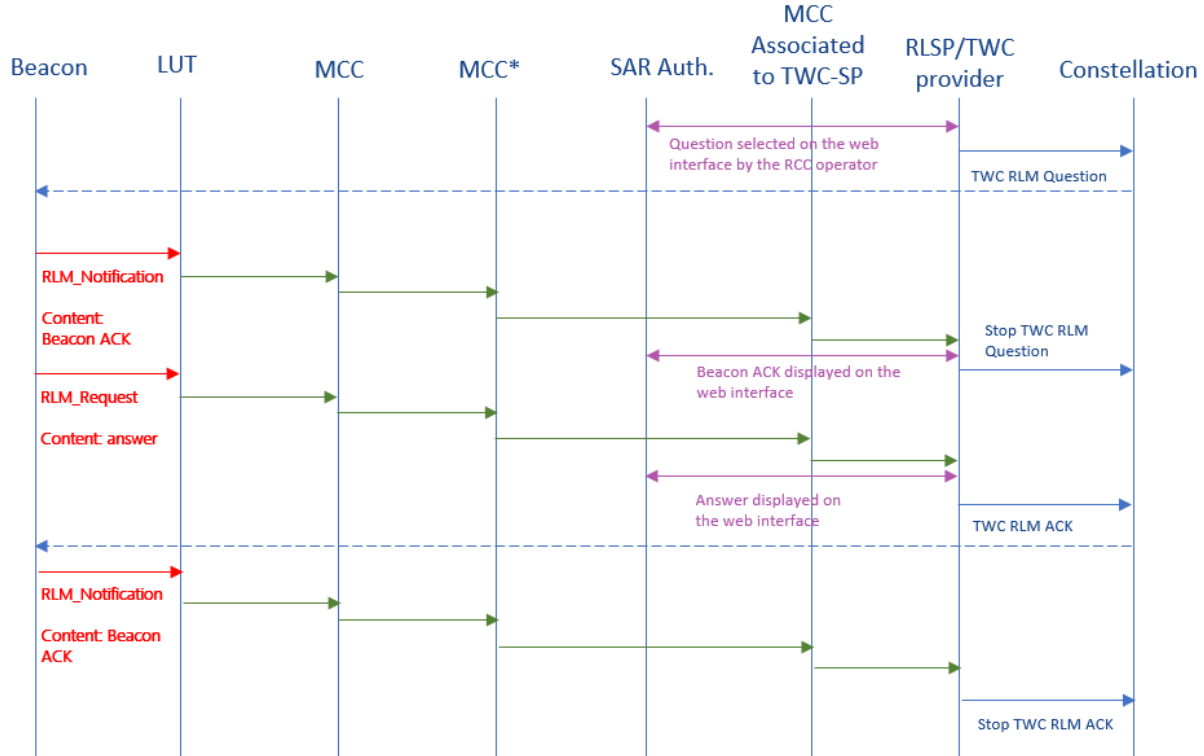 Beacon
LUT
MCC
MCC*
SAR Auth.
MCC
Associated
to TWC-SP
RLSP/TWC
provider
Constellation
Question selected on the web
interface by the RCC operator
TWC RLM Question
RLM_Notification
Content:
Beacon ACK
Stop TWC RLM
Question
Beacon ACK displayed on the
web interface
RLM_Request
Content: answer
Answer displayed on
the web interface
TWC RLM ACK
RLM_Notification
Content: Beacon
ACK
Stop TWC RLM ACK